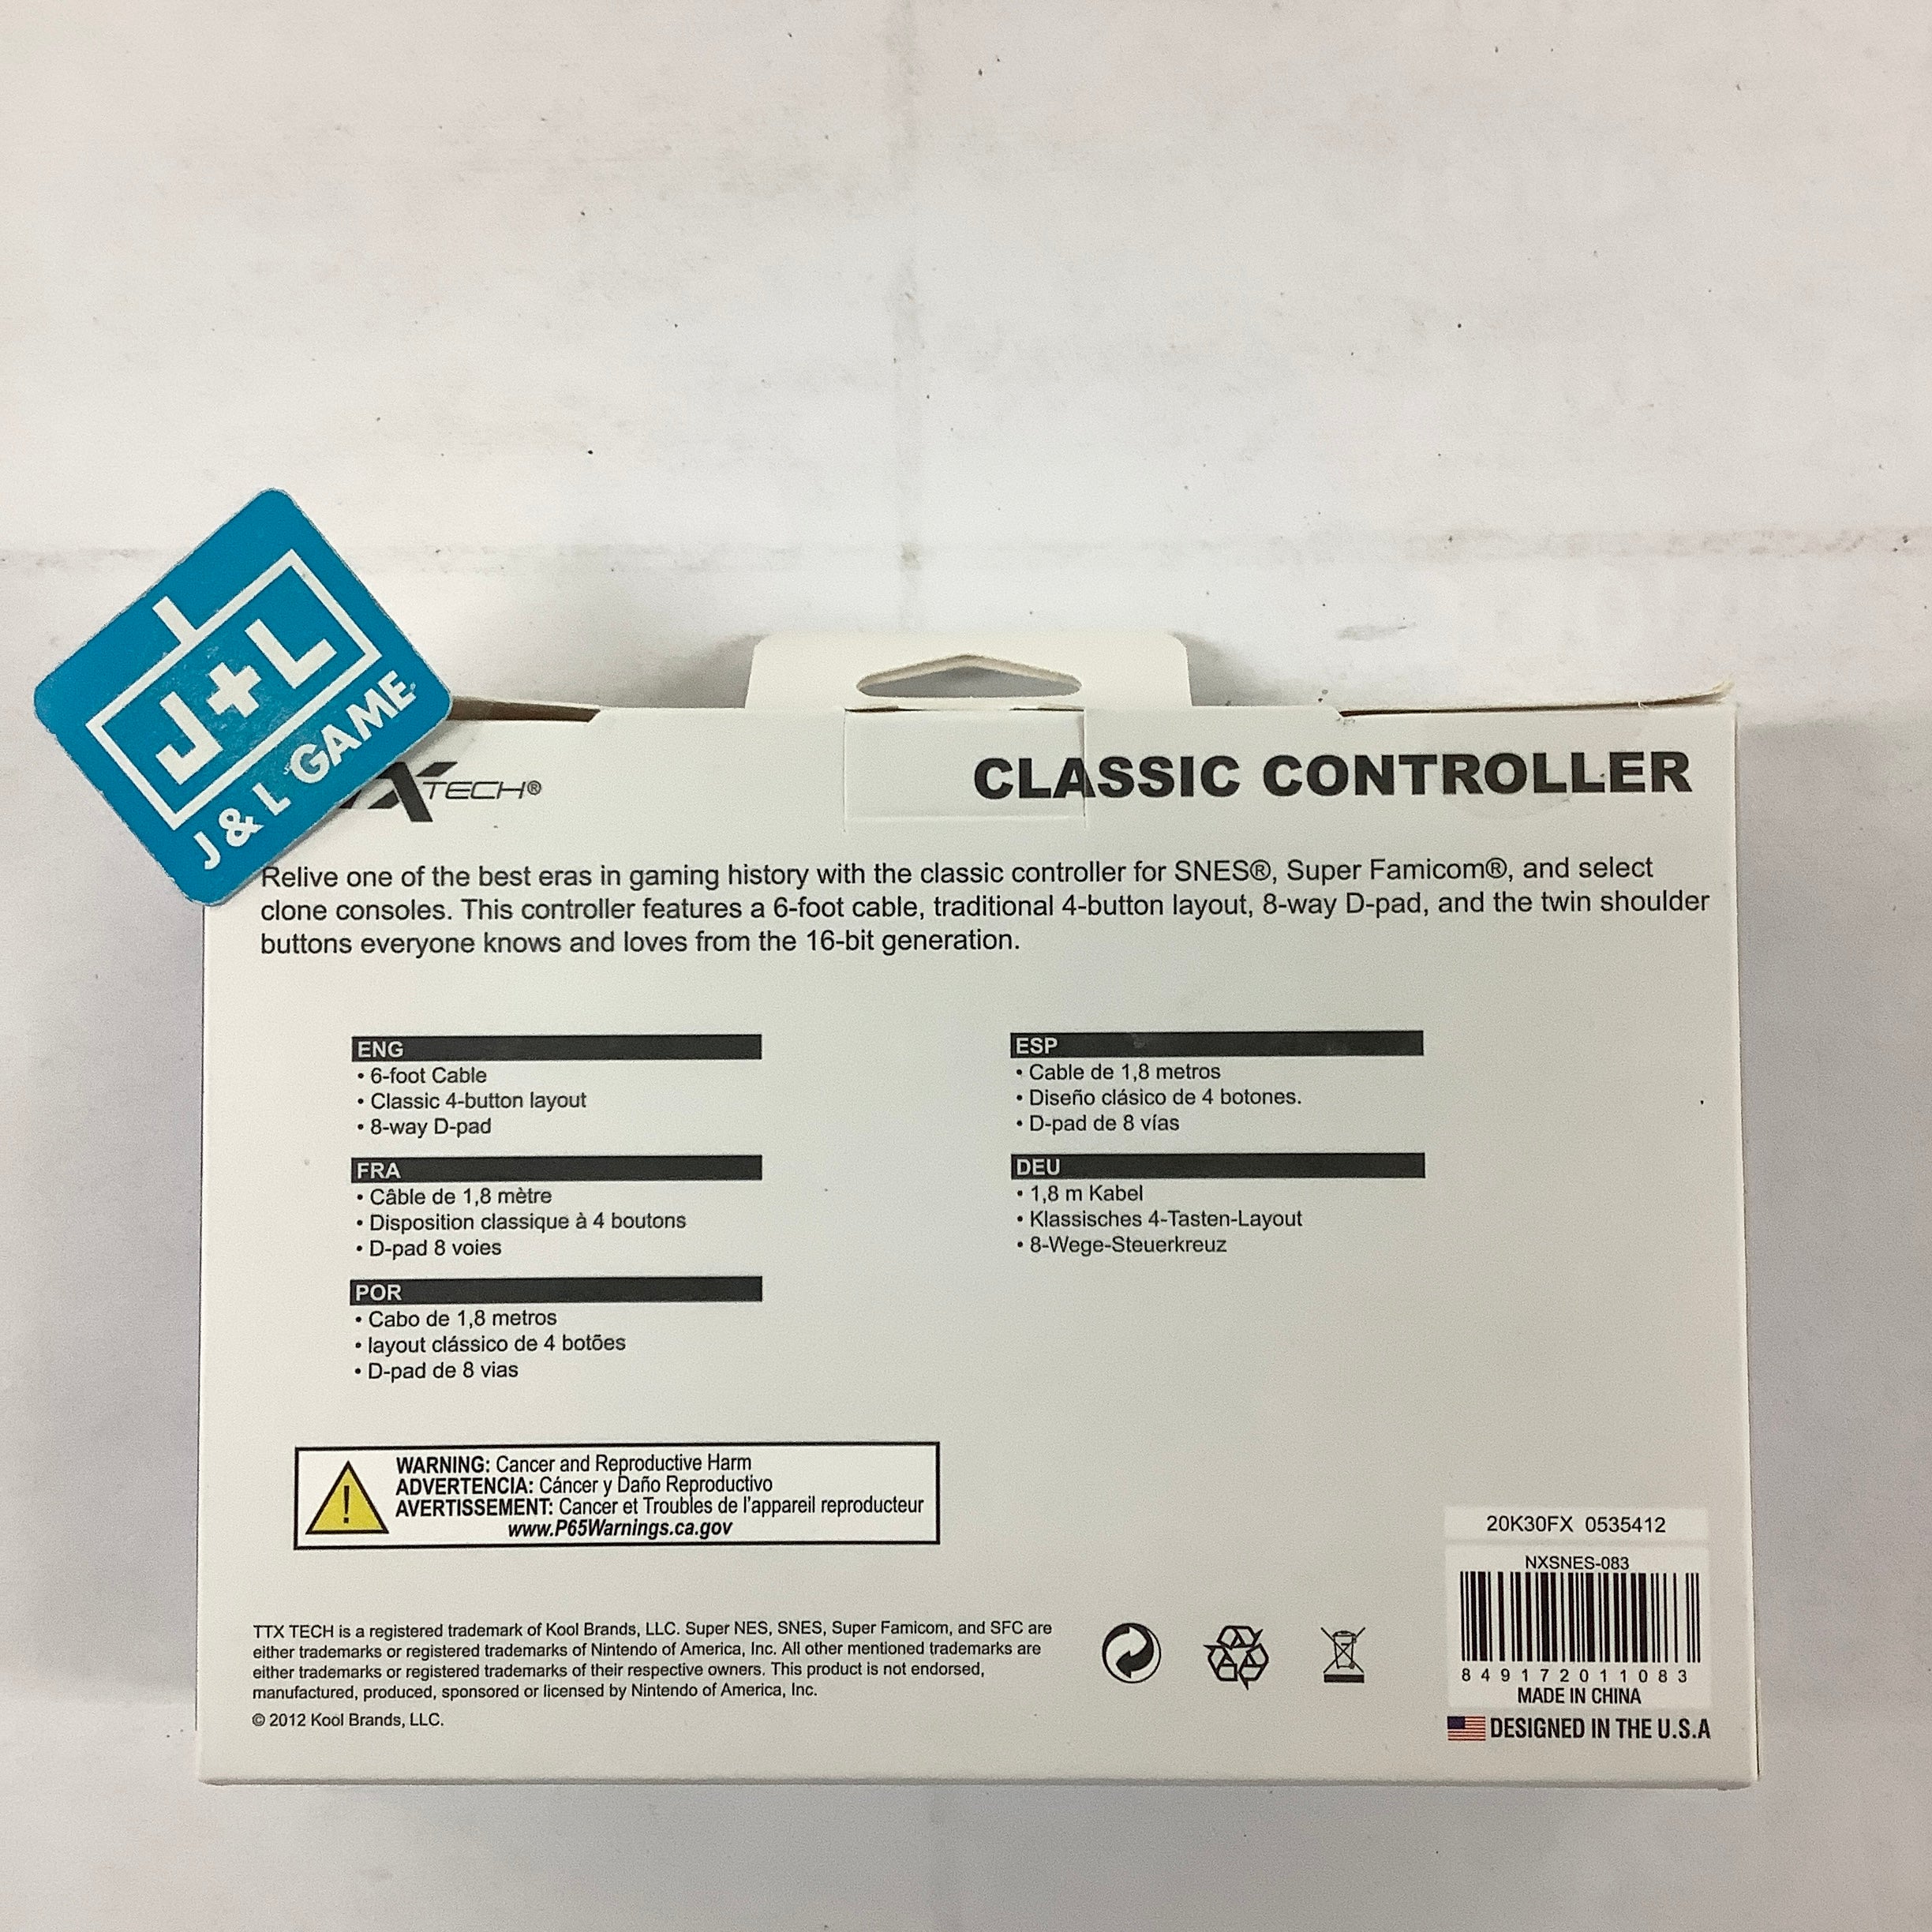 J+L
J & L GAME
TECH®
CLASSIC CONTROLLER
Relive one of the best eras in gaming history with the classic controller for SNES®, Super Famicom®, and select
clone consoles. This controller features a 6-foot cable, traditional 4-button layout, 8-way D-pad, and the twin shoulder
buttons everyone knows and loves from the 16-bit generation.
ENG
• 6-foot Cable
• Classic 4-button layout
• 8-way D-pad
FRA
• Câble de 1,8 mètre
• Disposition classique à 4 boutons
• D-pad 8 voies
POR
• Cabo de 1,8 metros
• layout clássico de 4 botões
• D-pad de 8 vias
ESP
• Cable de 1,8 metros
• Diseño clásico de 4 botones.
• D-pad de 8 vías
DEU
• 1,8 m Kabel
• Klassisches 4-Tasten-Layout
• 8-Wege-Steuerkreuz
WARNING: Cancer and Reproductive Harm
ADVERTENCIA: Cáncer y Daño Reproductivo
AVERTISSEMENT: Cancer et Troubles de l'appareil reproducteur
www.P65Warnings.ca.gov
TTX TECH is a registered trademark of Kool Brands, LLC. Super NES, SNES, Super Famicom, and SFC are
either trademarks or registered trademarks of Nintendo of America, Inc. All other mentioned trademarks are
either trademarks or registered trademarks of their respective owners. This product is not endorsed,
manufactured, produced, sponsored or licensed by Nintendo of America, Inc.
© 2012 Kool Brands, LLC.
20K30FX 0535412
NXSNES-083
849172011083
MADE IN CHINA
DESIGNED IN THE U.S.A